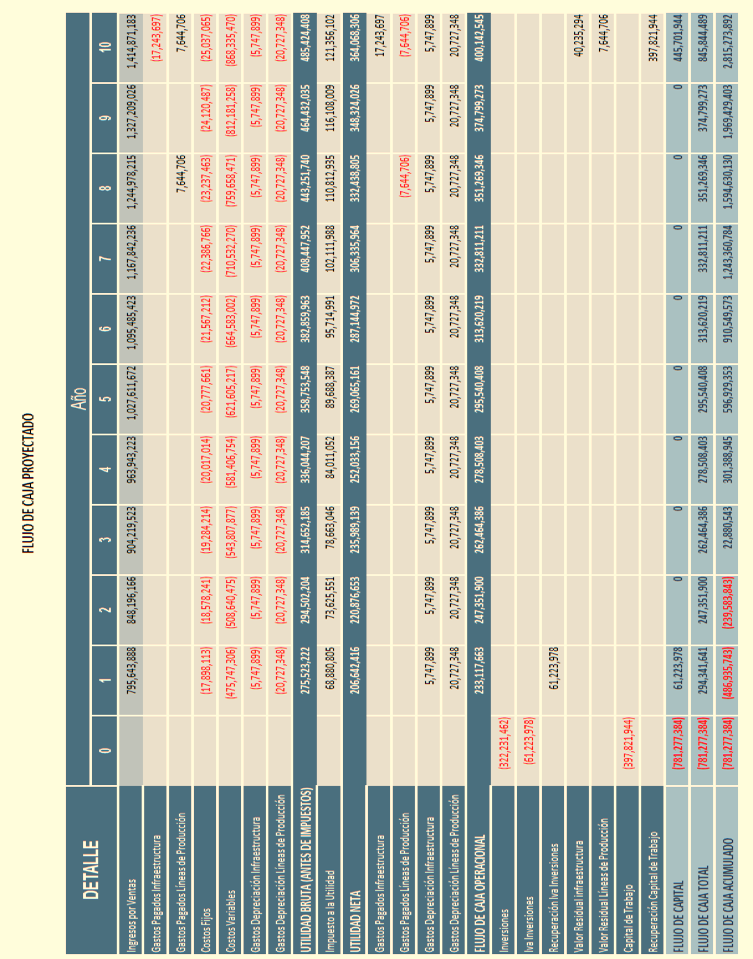 FLUJO DE CAJA PROYECTADO
DETALLE Año
0 1 2 3 4 5 6 7 8 9 10
Ingresos por Ventas 795,643,888 848,196,166 904,219,523 963,943,223 1,027,611,672 1,095,485,423 1,167,842,236 1,244,978,215 1,327,209,026 1,414,871,183
Gastos Pagados Infraestructura (17,243,697)
Gastos Pagados Líneas de Producción 7,644,706 7,644,706
Costos Fijos (17,898,113) (18,578,241) (19,284,214) (20,017,014) (20,777,661) (21,567,212) (22,386,766) (23,237,463) (24,120,487) (25,037,065)
Costos Variables (475,747,306) (508,640,475) (543,807,877) (581,406,754) (621,605,217) (664,583,002) (710,532,270) (759,658,471) (812,181,258) (868,335,470)
Gastos Depreciación Infraestructura (5,747,899) (5,747,899) (5,747,899) (5,747,899) (5,747,899) (5,747,899) (5,747,899) (5,747,899) (5,747,899) (5,747,899)
Gastos Depreciación Líneas de Producción (20,727,348) (20,727,348) (20,727,348) (20,727,348) (20,727,348) (20,727,348) (20,727,348) (20,727,348) (20,727,348) (20,727,348)
UTILIDAD BRUTA (ANTES DE IMPUESTOS) 275,523,222 294,502,204 314,652,185 336,044,207 358,753,548 382,859,963 408,447,952 443,251,740 464,432,035 485,424,408
Impuesto a la Utilidad 68,880,805 73,625,551 78,663,046 84,011,052 89,688,387 95,714,991 102,111,988 110,812,935 116,108,009 121,356,102
UTILIDAD NETA 206,642,416 220,876,653 235,989,139 252,033,156 269,065,161 287,144,972 306,335,964 332,438,805 348,324,026 364,068,306
Gastos Pagados Infraestructura 17,243,697
Gastos Pagados Líneas de Producción (7,644,706) (7,644,706)
Gastos Depreciación Infraestructura 5,747,899 5,747,899 5,747,899 5,747,899 5,747,899 5,747,899 5,747,899 5,747,899 5,747,899 5,747,899
Gastos Depreciación Líneas de Producción 20,727,348 20,727,348 20,727,348 20,727,348 20,727,348 20,727,348 20,727,348 20,727,348 20,727,348 20,727,348
FLUJO DE CAJA OPERACIONAL 233,117,663 247,351,900 262,464,386 278,508,403 295,540,408 313,620,219 332,811,211 351,269,346 374,799,273 400,142,545
Inversiones (322,231,462)
Iva Inversiones (61,223,978)
Recuperación Iva Inversiones 61,223,978
Valor Residual Infraestructura 40,235,294
Valor Residual Líneas de Producción 7,644,706
Capital de Trabajo (397,821,944)
Recuperación Capital de Trabajo 397,821,944
FLUJO DE CAPITAL (781,277,384) 61,223,978 0 0 0 0 0 0 0 0 445,701,944
FLUJO DE CAJA TOTAL (781,277,384) 294,341,641 247,351,900 262,464,386 278,508,403 295,540,408 313,620,219 332,811,211 351,269,346 374,799,273 845,844,489
FLUJO DE CAJA ACUMULADO (781,277,384) (486,935,743) (239,583,843) 22,880,543 301,388,945 596,929,353 910,549,573 1,243,360,784 1,594,630,130 1,969,429,403 2,815,273,892